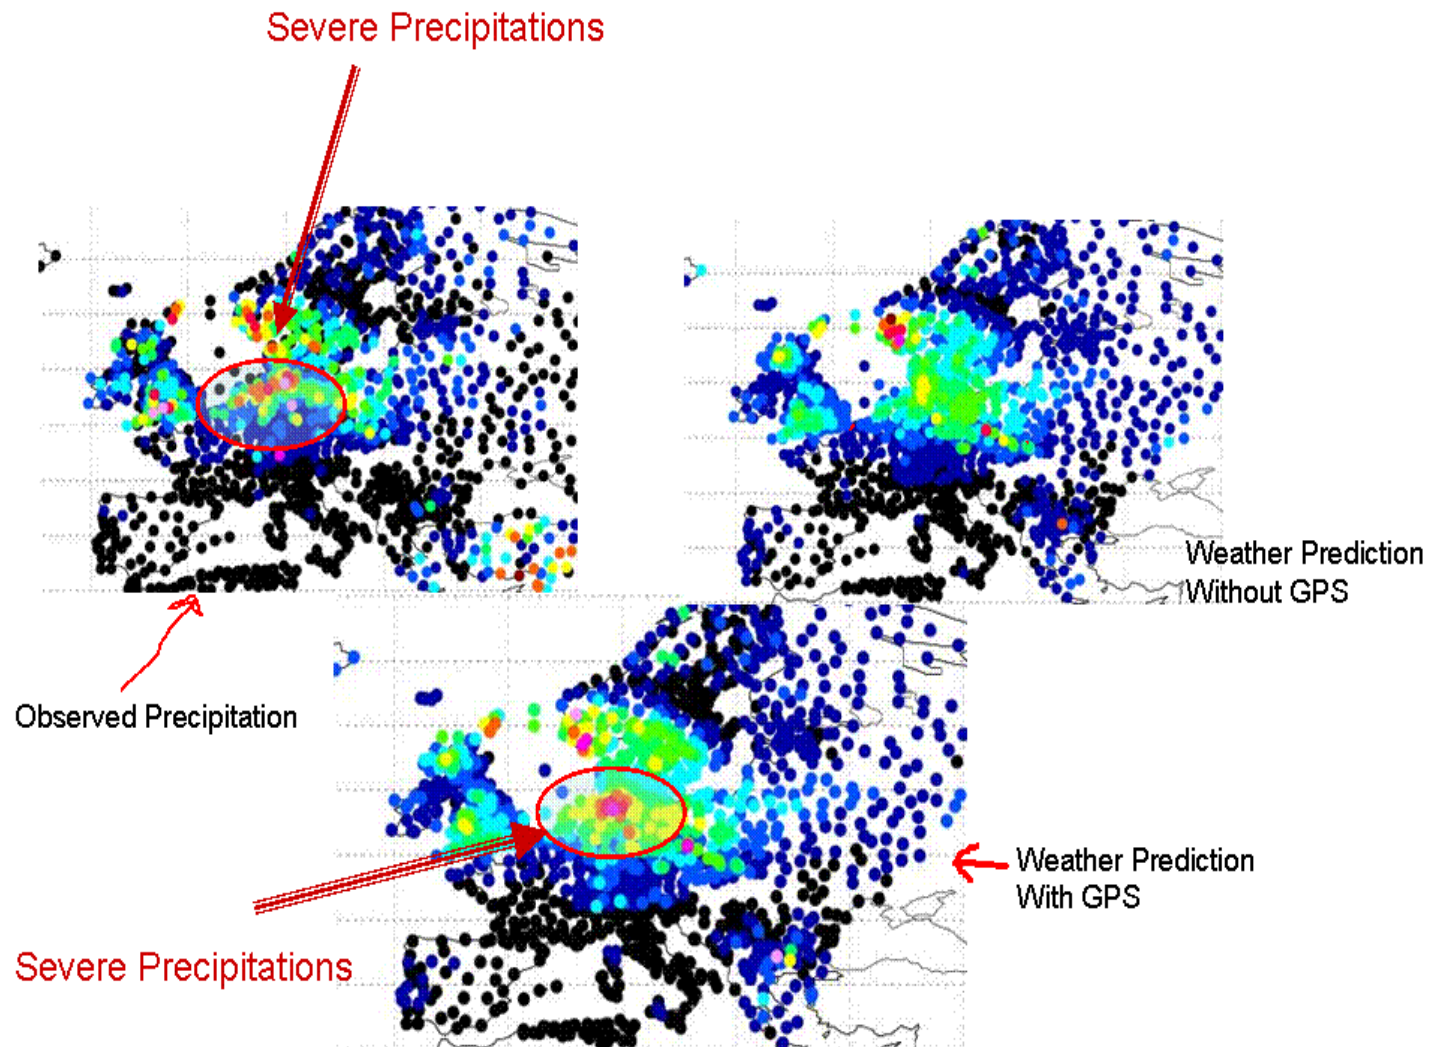 Severe Precipitations
Weather Prediction
Without GPS
Observed Precipitation
Weather Prediction
With GPS
Severe Precipitations